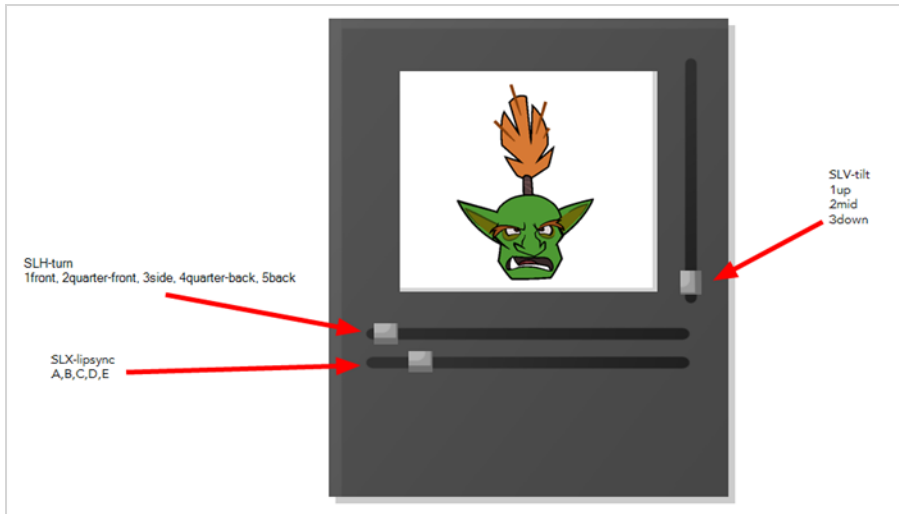 SLV-tilt
1up
2mid
3down
SLH-turn
1front, 2quarter-front, 3side, 4quarter-back, 5back
SLX-lipsync
A,B,C,D,E